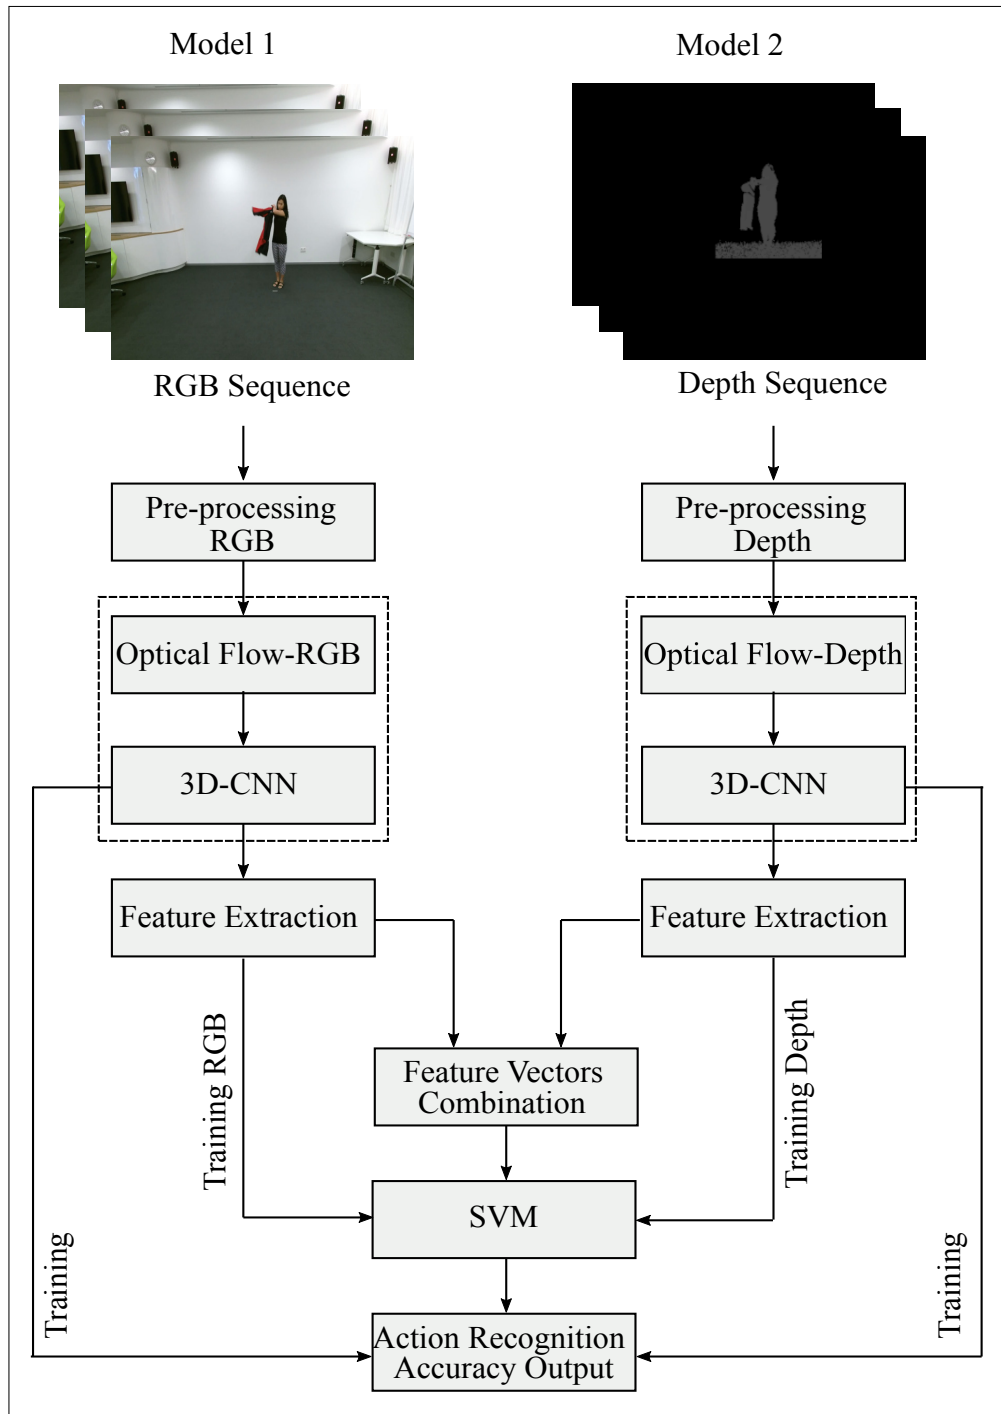 Model 1
Model 2
RGB Sequence
Depth Sequence
Pre-processing
RGB
Pre-processing
Depth
Optical Flow-RGB
Optical Flow-Depth
3D-CNN
3D-CNN
Feature Extraction
Feature Extraction
Training RGB
Training Depth
Feature Vectors
Combination
SVM
Training
Training
Action Recognition
Accuracy Output